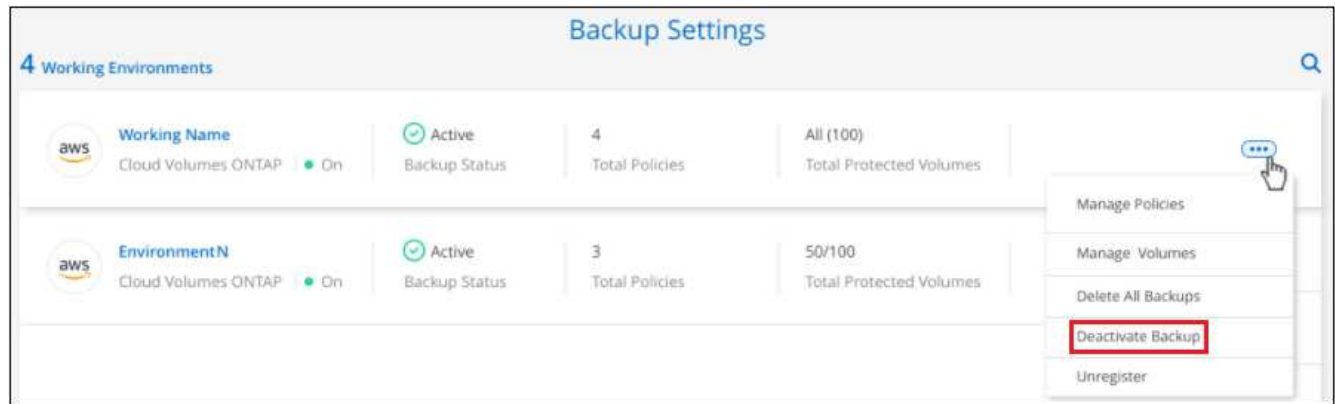 Backup Settings
4 Working Environments
aws
Working Name
Cloud Volumes ONTAP
On
Active
Backup Status
4
Total Policies
All (100)
Total Protected Volumes
Manage Policies
Manage Volumes
Delete All Backups
Deactivate Backup
Unregister
aws
EnvironmentN
Cloud Volumes ONTAP
On
Active
Backup Status
3
Total Policies
50/100
Total Protected Volumes